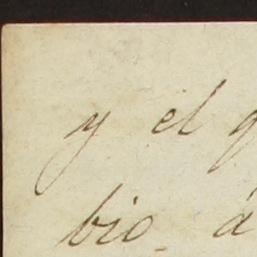 y el
bio á